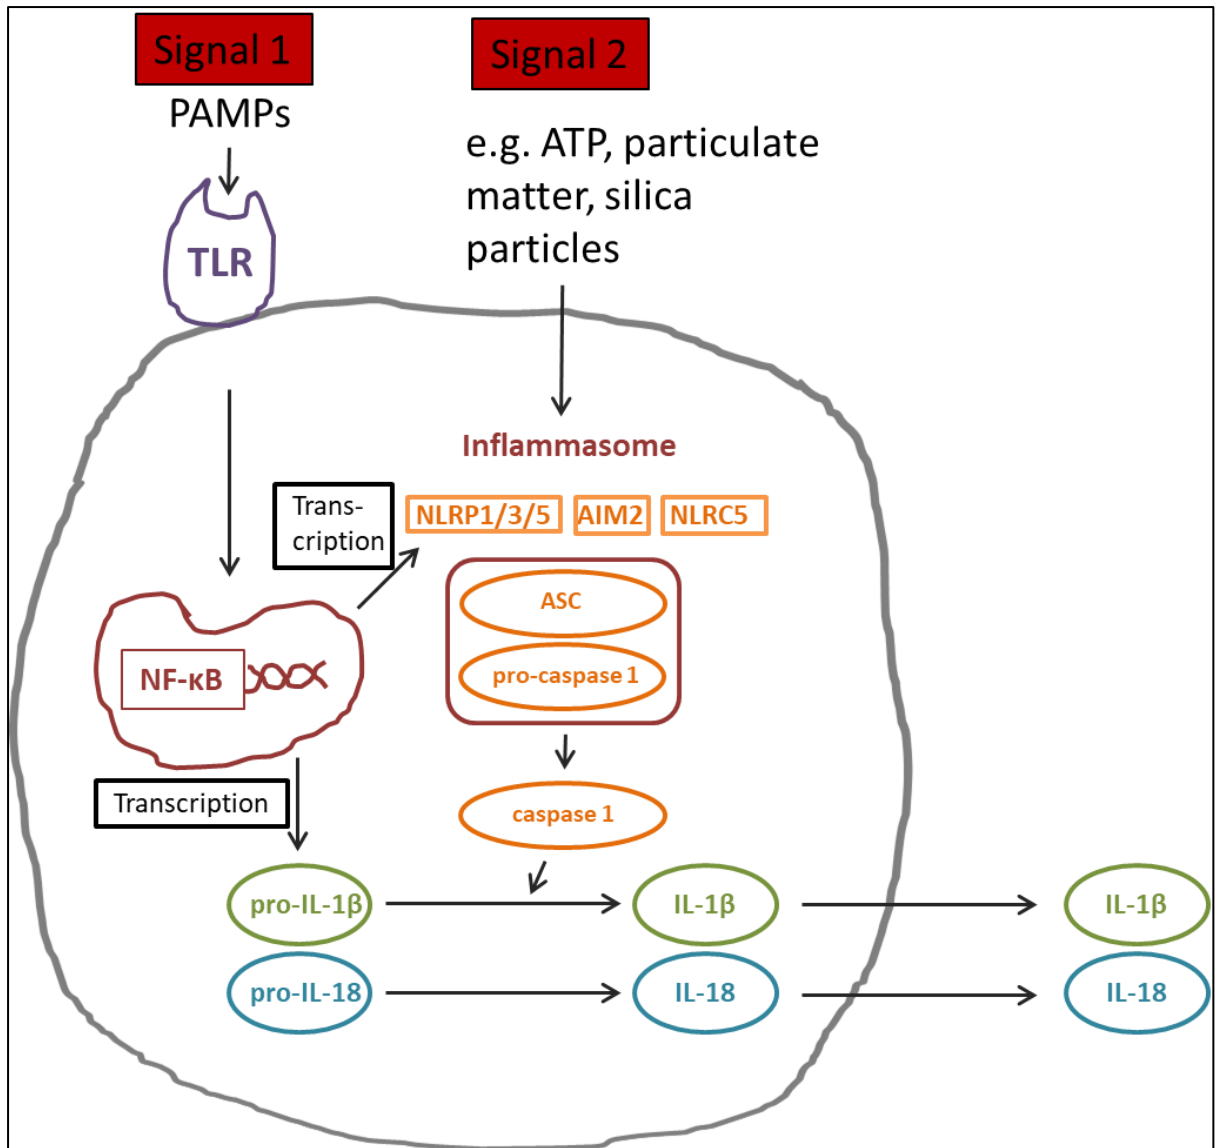 Signal 1
PAMPs
TLR
Signal 2
e.g. ATP, particulate
matter, silica
particles
Inflammasome
Trans-
cription
NLRP1/3/5 AIM2 NLRC5
ASC
pro-caspase 1
NF-κB
Transcription
caspase 1
pro-IL-1β IL-1β IL-1β
pro-IL-18 IL-18 IL-18